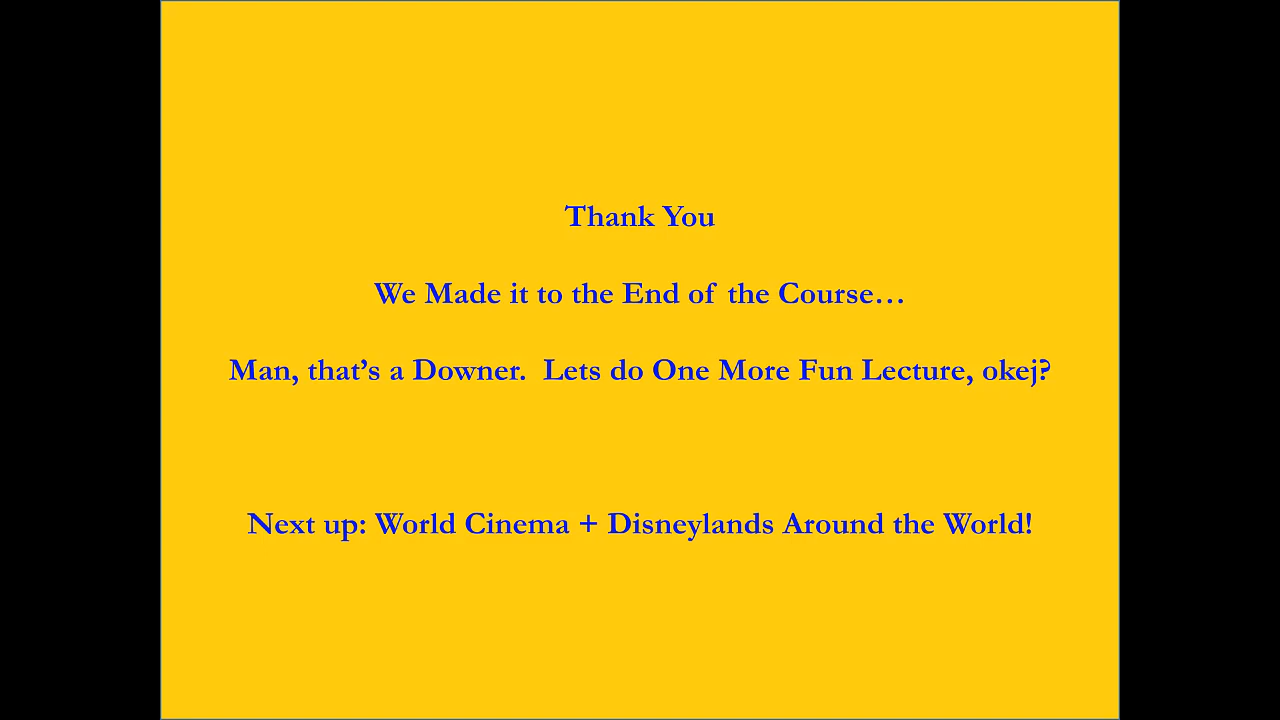 Thank You
We Made it to the End of the Course…
Man, that’s a Downer.  Lets do One More Fun Lecture, okej?
Next up: World Cinema + Disneylands Around the World!